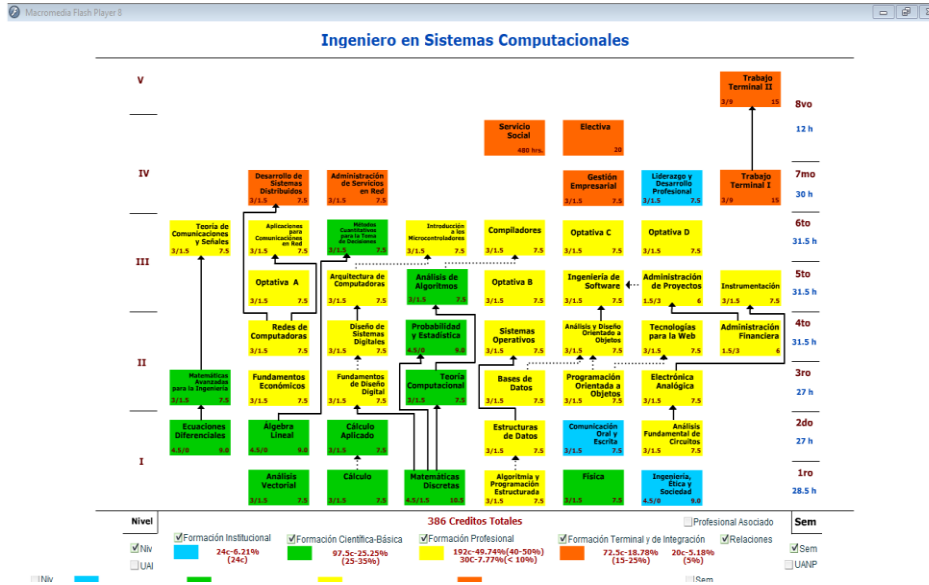 Macromedia Flash Player 8
Ingeniero en Sistemas Computacionales
V
Trabajo
Terminal II
3/9 15
8vo
Servicio
Social
480 hrs.
Electiva
20
12 h
IV
Desarrollo de
Sistemas
Distribuidos
3/1.5 7.5
Administración
de Servicios
en Red
3/1.5 7.5
Gestión
Empresarial
3/1.5 7.5
Liderazgo y
Desarrollo
Profesional
3/1.5 7.5
Trabajo
Terminal I
3/9 15
7mo
30 h
Teoría de
Comunicaciones
y Señales
3/1.5 7.5
Aplicaciones
para
Comunicaciones
en Red
3/1.5 7.5
Métodos
Cuantitativos
para la Toma
de Decisiones
3/1.5 7.5
Introducción
a los
Microcontroladores
3/1.5 7.5
Compiladores
3/1.5 7.5
Optativa C
3/1.5 7.5
Optativa D
3/1.5 7.5
6to
31.5 h
III
Optativa A
3/1.5 7.5
Arquitectura de
Computadoras
3/1.5 7.5
Análisis de
Algoritmos
3/1.5 7.5
Optativa B
3/1.5 7.5
Ingeniería de
Software
3/1.5 7.5
Administración
de Proyectos
1.5/3 6
Instrumentación
3/1.5 7.5
5to
31.5 h
Redes de
Computadoras
3/1.5 7.5
Diseño de
Sistemas
Digitales
3/1.5 7.5
Probabilidad
y Estadística
4.5/0 9.0
Sistemas
Operativos
3/1.5 7.5
Análisis y Diseño
Orientado a
Objetos
3/1.5 7.5
Tecnologías
para la Web
3/1.5 7.5
Administración
Financiera
1.5/3 6
4to
31.5 h
II
Matemáticas
Avanzadas
para la Ingeniería
3/1.5 7.5
Fundamentos
Económicos
3/1.5 7.5
Fundamentos
de Diseño
Digital
3/1.5 7.5
Teoría
Computacional
3/1.5 7.5
Bases de
Datos
3/1.5 7.5
Programación
Orientada a
Objetos
3/1.5 7.5
Electrónica
Analógica
3/1.5 7.5
3ro
27 h
Ecuaciones
Diferenciales
4.5/0 9.0
Álgebra
Lineal
4.5/0 9.0
Cálculo
Aplicado
3/1.5 7.5
Estructuras
de Datos
3/1.5 7.5
Comunicación
Oral y
Escrita
3/1.5 7.5
Análisis
Fundamental de
Circuitos
3/1.5 7.5
2do
27 h
I
Análisis
Vectorial
3/1.5 7.5
Cálculo
3/1.5 7.5
Matemáticas
Discretas
4.5/1.5 10.5
Algoritmia y
Programación
Estructurada
3/1.5 7.5
Física
3/1.5 7.5
Ingeniería,
Ética y
Sociedad
4.5/0 9.0
1ro
28.5 h
Nivel
386 Creditos Totales
Profesional Asociado
Sem
Formación Institucional
Formación Científica-Básica
Formación Profesional
Formación Terminal y de Integración
Relaciones
Niv
24c-6.21%
(24c)
97.5c-25.25%
(25-35%)
192c-49.74%(40-50%)
30C-7.77%(< 10%)
72.5c-18.78%
(15-25%)
20c-5.18%
(5%)
Sem
UAI
UANP
Niv
Sem